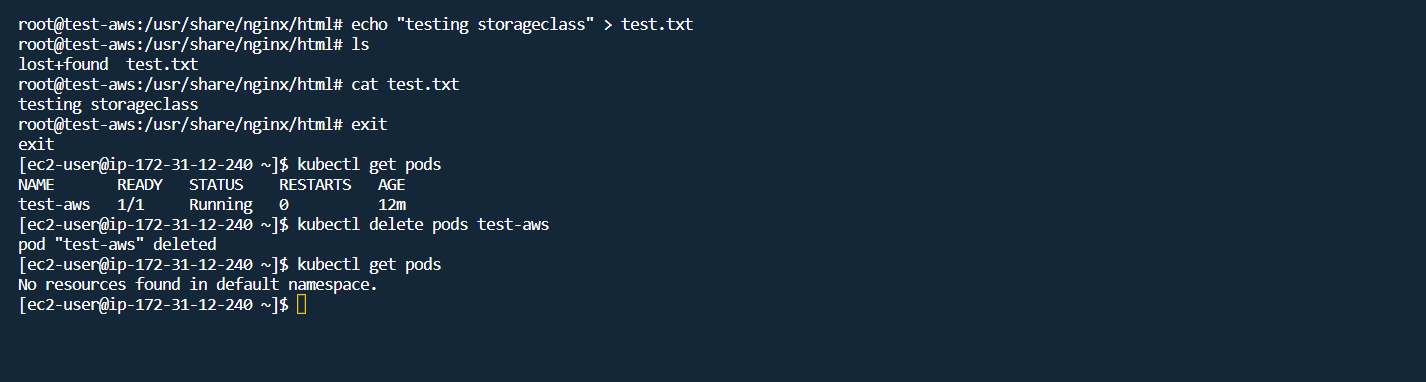 root@test-aws:/usr/share/nginx/html# echo "testing storageclass" > test.txt
root@test-aws:/usr/share/nginx/html# ls
lost+found  test.txt
root@test-aws:/usr/share/nginx/html# cat test.txt
testing storageclass
root@test-aws:/usr/share/nginx/html# exit
exit
[ec2-user@ip-172-31-12-240 ~]$ kubectl get pods
NAME       READY   STATUS    RESTARTS   AGE
test-aws   1/1     Running   0          12m
[ec2-user@ip-172-31-12-240 ~]$ kubectl delete pods test-aws
pod "test-aws" deleted
[ec2-user@ip-172-31-12-240 ~]$ kubectl get pods
No resources found in default namespace.
[ec2-user@ip-172-31-12-240 ~]$